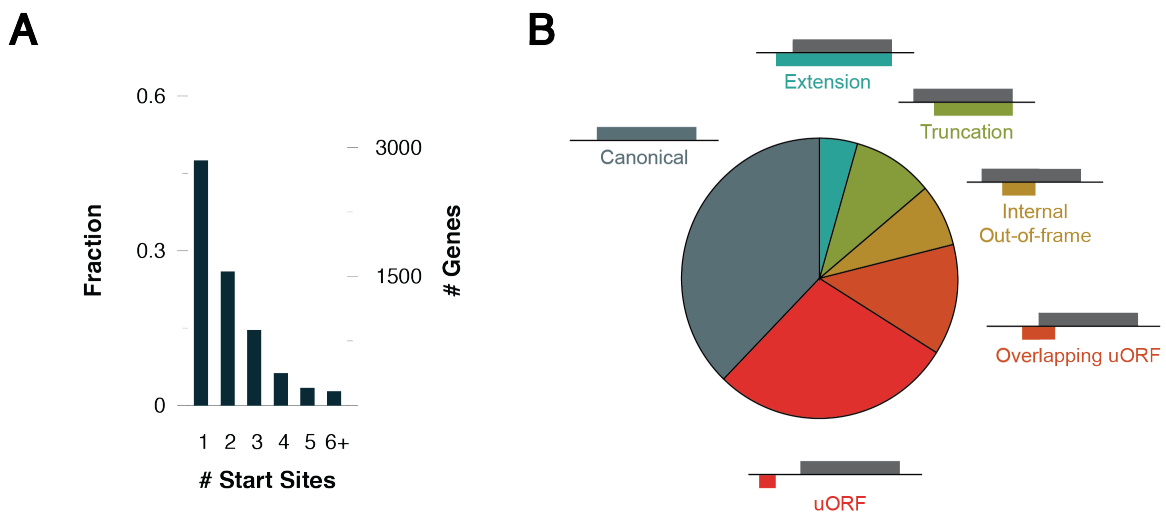 A
B
0.6
0.3
0
Fraction
3000
1500
# Genes
1 2 3 4 5 6+
# Start Sites
Extension
Truncation
Canonical
Internal
Out-of-frame
Overlapping uORF
uORF